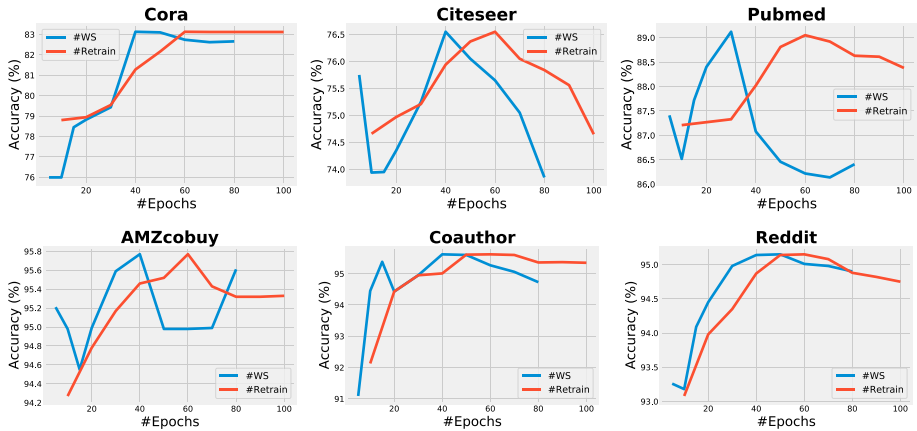 Cora
Accuracy (%)
83
82
81
80
79
78
77
76
#WS
#Retrain
20
40
60
80
100
#Epochs
Citeseer
Accuracy (%)
76.5
76.0
75.5
75.0
74.5
74.0
#WS
#Retrain
20
40
60
80
100
#Epochs
Pubmed
Accuracy (%)
89.0
88.5
88.0
87.5
87.0
86.5
86.0
#WS
#Retrain
20
40
60
80
100
#Epochs
AMZcobuy
Accuracy (%)
95.8
95.6
95.4
95.2
95.0
94.8
94.6
94.4
94.2
#WS
#Retrain
20
40
60
80
100
#Epochs
Coauthor
Accuracy (%)
95
94
93
92
91
#WS
#Retrain
20
40
60
80
100
#Epochs
Reddit
Accuracy (%)
95.0
94.5
94.0
93.5
93.0
#WS
#Retrain
20
40
60
80
100
#Epochs